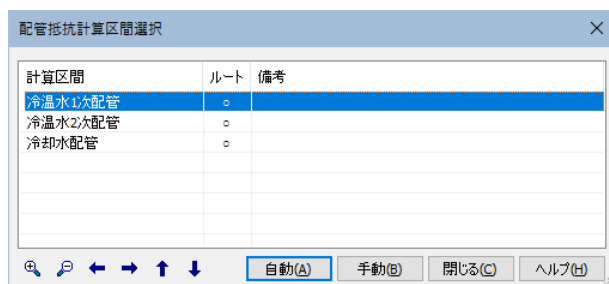 配管抵抗計算区間選択
計算区間 ルート 備考
冷温水1次配管 ○
冷温水2次配管 ○
冷却水配管 ○
自動(A) 手動(B) 閉じる(C) ヘルプ(H)